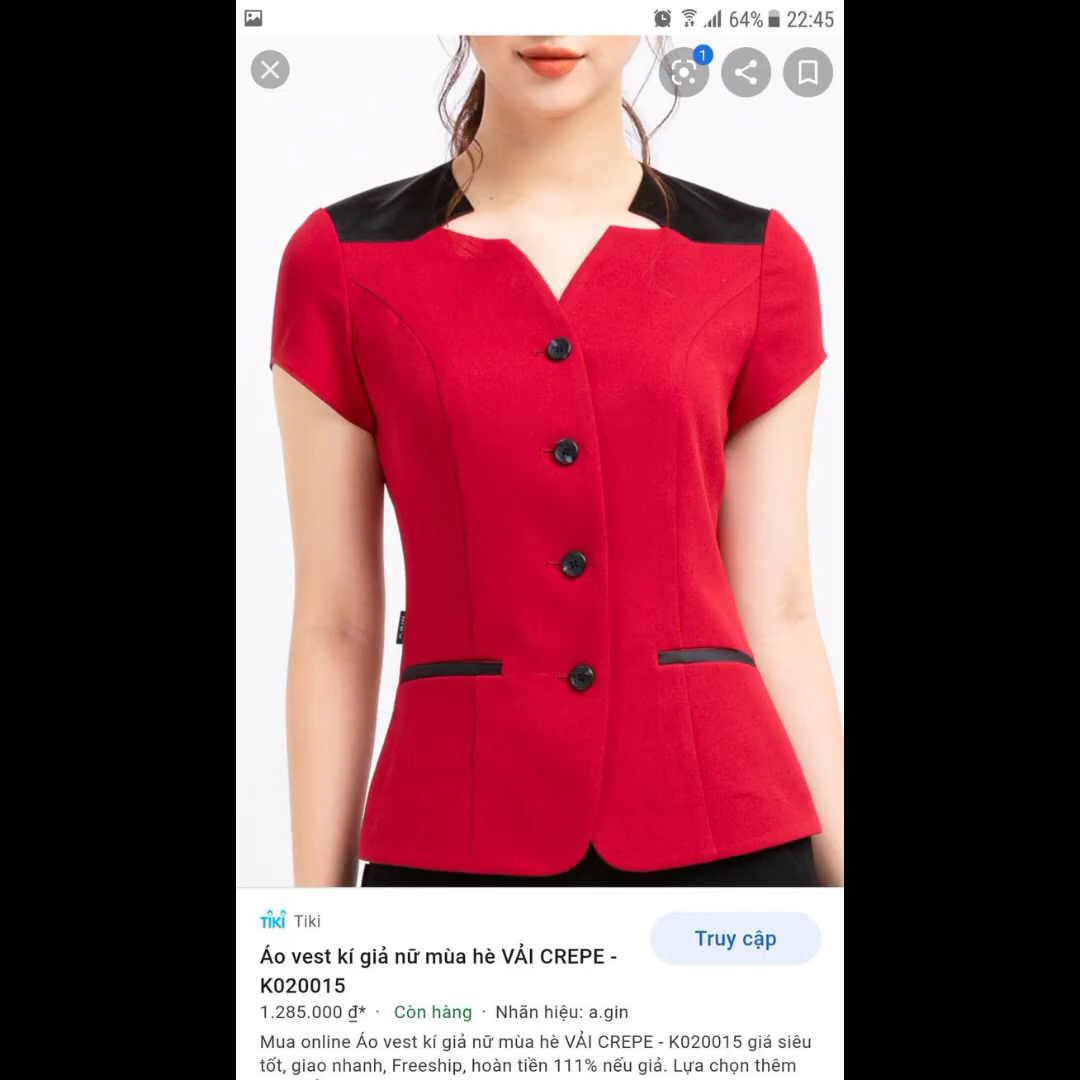 64% 22:45
1
TiKi Tiki
Truy cập
Áo vest kí giả nữ mùa hè VẢI CREPE -
K020015
1.285.000 ₫* · Còn hàng · Nhãn hiệu: a.gin
Mua online Áo vest kí giả nữ mùa hè VẢI CREPE - K020015 giá siêu
tốt, giao nhanh, Freeship, hoàn tiền 111% nếu giả. Lựa chọn thêm